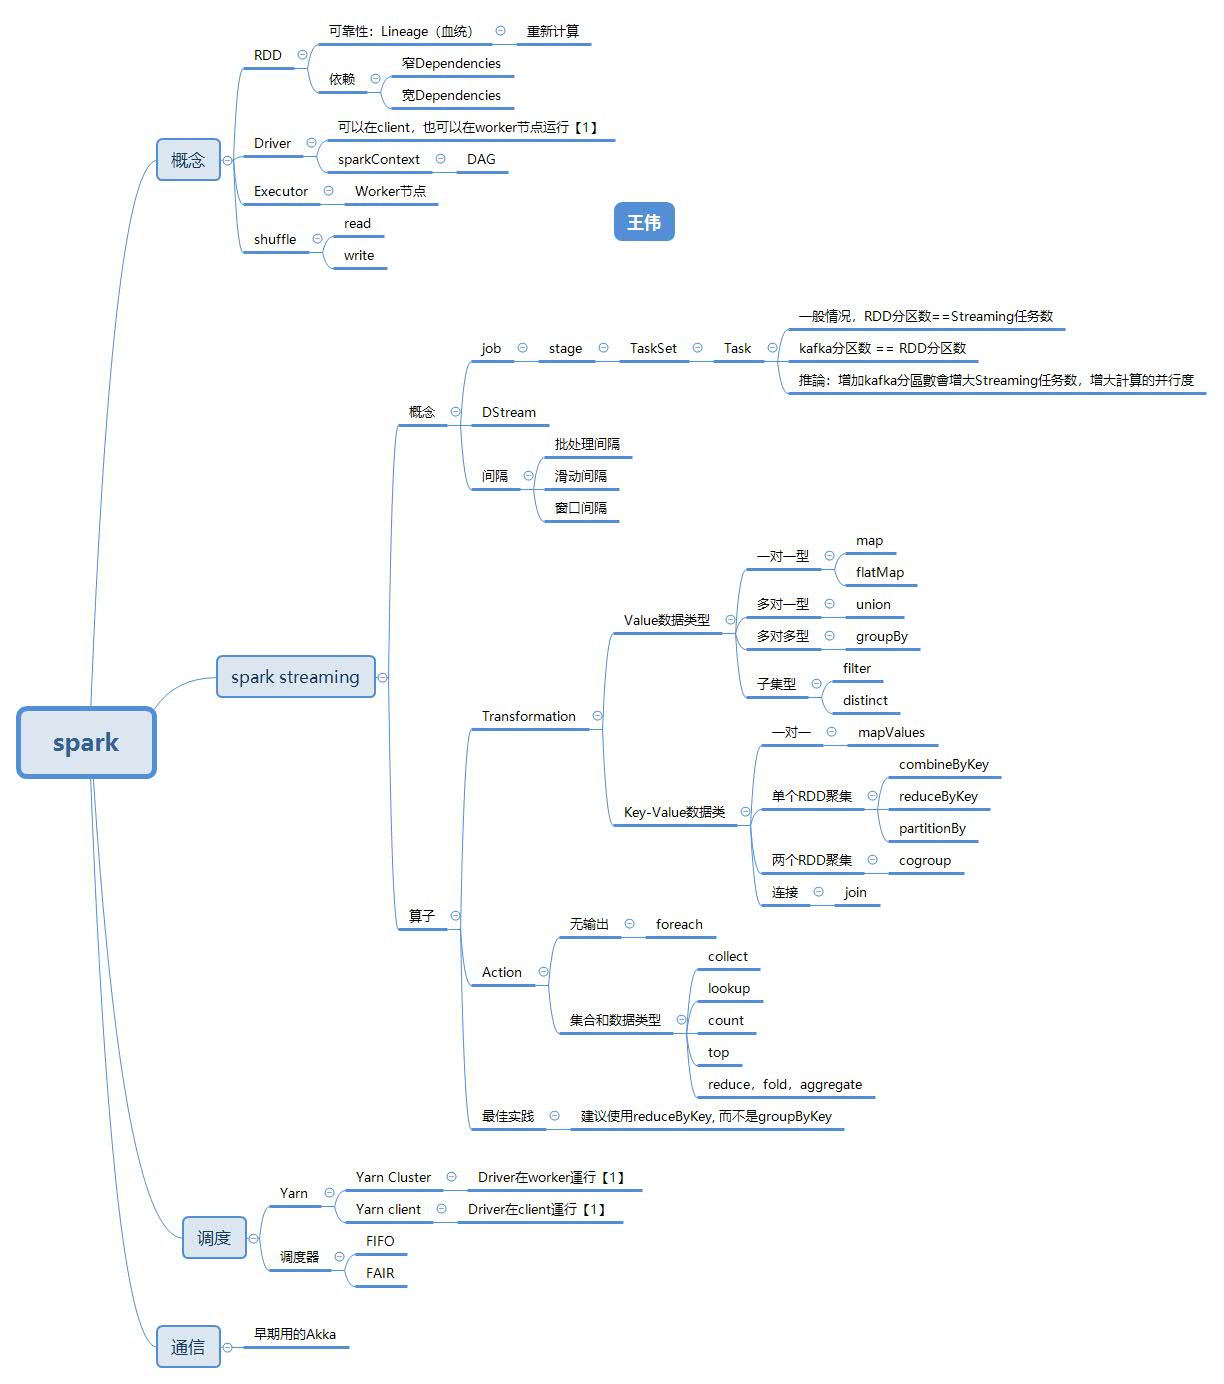 可靠性：Lineage（血统）
重新计算
RDD
窄Dependencies
依赖
宽Dependencies
可以在client，也可以在worker节点运行【1】
Driver
概念
sparkContext
DAG
Executor
Worker节点
王伟
read
shuffle
write
一般情况，RDD分区数==Streaming任务数
job
stage
TaskSet
Task
kafka分区数 == RDD分区数
推論：增加kafka分區數會增大Streaming任务数，增大計算的并行度
概念
DStream
批处理间隔
间隔
滑动间隔
窗口间隔
map
一对一型
flatMap
多对一型
union
Value数据类型
多对多型
groupBy
filter
子集型
distinct
spark streaming
Transformation
一对一
mapValues
spark
combineByKey
单个RDD聚集
reduceByKey
Key-Value数据类
partitionBy
两个RDD聚集
cogroup
连接
join
算子
无输出
foreach
collect
Action
lookup
集合和数据类型
count
top
reduce，fold，aggregate
最佳实践
建议使用reduceByKey, 而不是groupByKey
Yarn Cluster
Driver在worker運行【1】
Yarn
Yarn client
Driver在client運行【1】
调度
FIFO
调度器
FAIR
通信
早期用的Akka